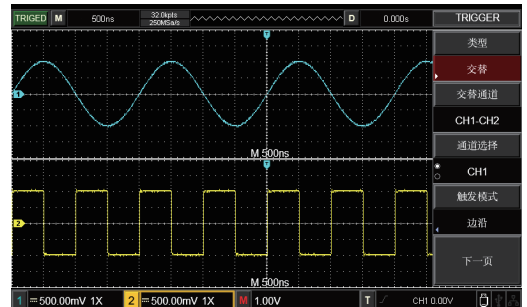 TRIGED M 500ns 32.0kpts D 0.000s TRIGGER
250MSa/s
T
类型
交替
1
交替通道
CH1-CH2
M 500ns
通道选择
T
CH1
触发模式
2
边沿
下一页
M 500ns
1 500.00mV 1X 2 500.00mV 1X M 1.00V T CH1 0.00V